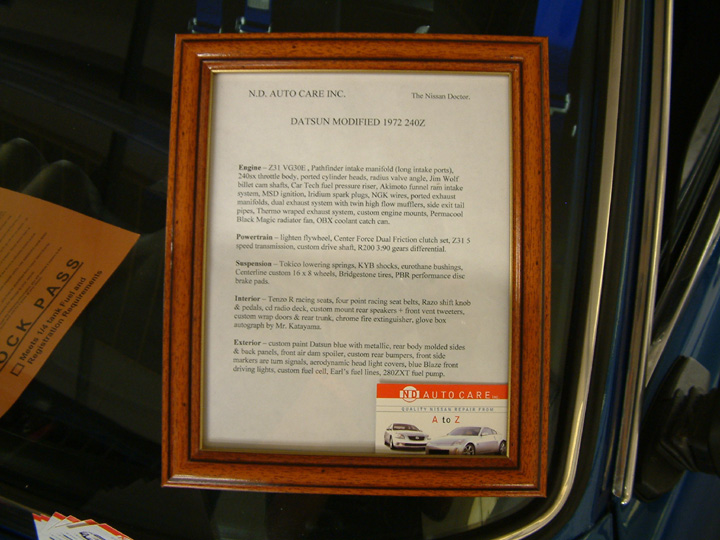 N.D. AUTO CARE INC. The Nissan Doctor.
DATSUN MODIFIED 1972 240Z
Engine – Z31 VG30E , Pathfinder intake manifold (long intake ports),
240sx throttle body, ported cylinder heads, radius valve angle, Jim Wolf
billet cam shafts, Car Tech fuel pressure riser, Akimoto funnel ram intake
system, MSD ignition, Iridium spark plugs, NGK wires, ported exhaust
manifolds, dual exhaust system with twin high flow mufflers, side exit tail
pipes, Thermo wraped exhaust system, custom engine mounts, Permacool
Black Magic radiator fan, OBX coolant catch can.
Powertrain – lighten flywheel, Center Force Dual Friction clutch set, Z31 5
speed transmission, custom drive shaft, R200 3:90 gears differential.
Suspension – Tokico lowering springs, KYB shocks, eurothane bushings,
Centerline custom 16 x 8 wheels, Bridgestone tires, PBR performance disc
brake pads.
Interior – Tenzo R racing seats, four point racing seat belts, Razo shift knob
& pedals, cd radio deck, custom mount rear speakers + front vent tweeters,
custom wrap doors & rear trunk, chrome fire extinguisher, glove box
autograph by Mr. Katayama.
Exterior – custom paint Datsun blue with metallic, rear body molded sides
& back panels, front air dam spoiler, custom rear bumpers, front side
markers are turn signals, aerodynamic head light covers, blue Blaze front
driving lights, custom fuel cell, Earl's fuel lines, 280ZXT fuel pump.
ND AUTO CARE INC.
QUALITY NISSAN REPAIR FROM
A to Z
OCK PASS
Meets 1/4 tank Fuel and
Registration Requirements